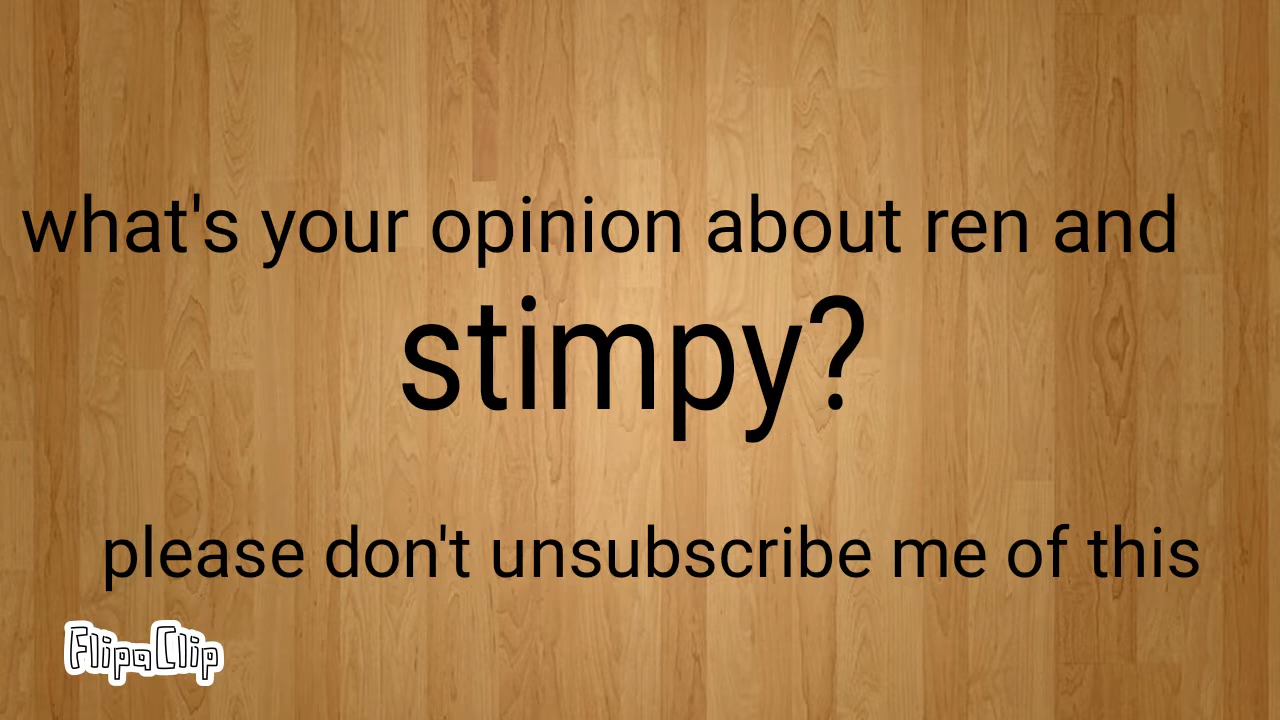 what's your opinion about ren and
stimpy?
please don't unsubscribe me of this
FlipaClip